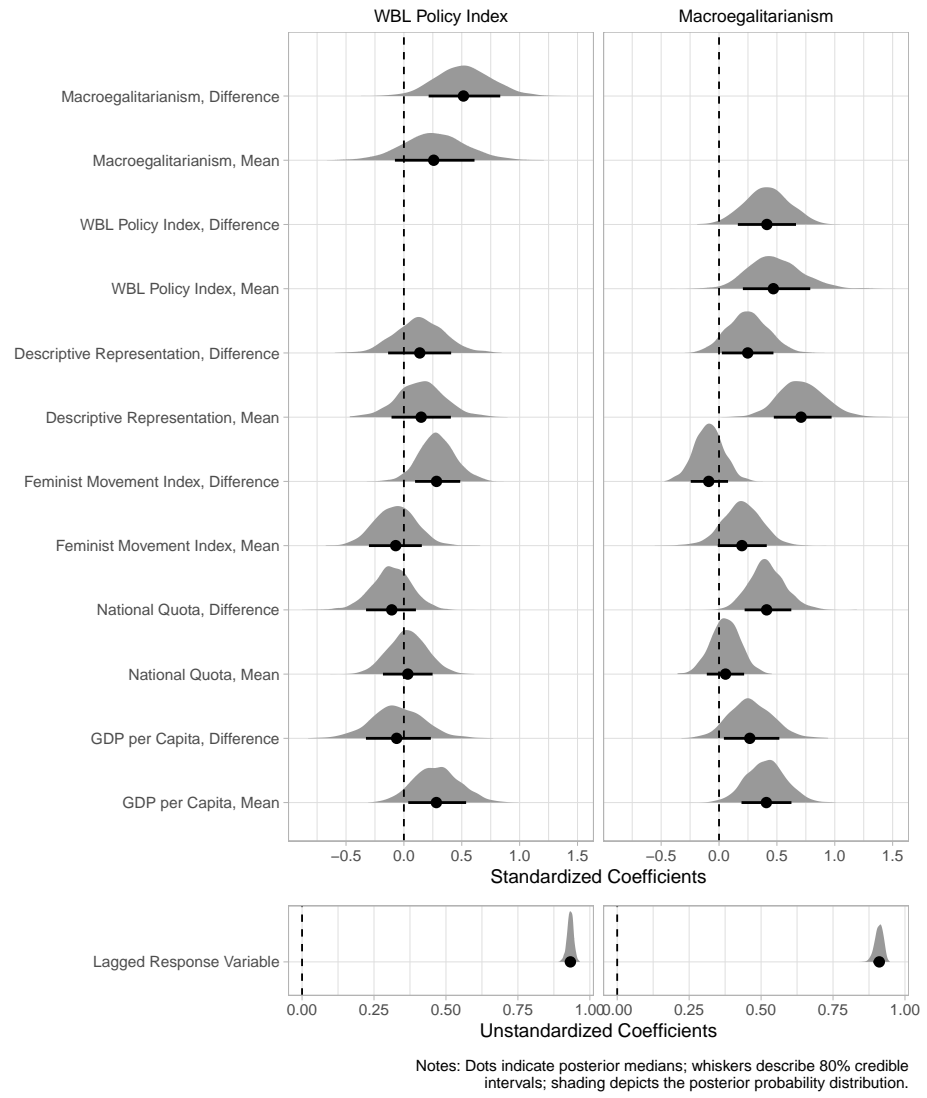 WBL Policy Index Macroegalitarianism
Macroegalitarianism, Difference
Macroegalitarianism, Mean
WBL Policy Index, Difference
WBL Policy Index, Mean
Descriptive Representation, Difference
Descriptive Representation, Mean
Feminist Movement Index, Difference
Feminist Movement Index, Mean
National Quota, Difference
National Quota, Mean
GDP per Capita, Difference
GDP per Capita, Mean
−0.5 0.0 0.5 1.0 1.5 −0.5 0.0 0.5 1.0 1.5
Standardized Coefficients
Lagged Response Variable
0.00 0.25 0.50 0.75 1.00 0.00 0.25 0.50 0.75 1.00
Unstandardized Coefficients
Notes: Dots indicate posterior medians; whiskers describe 80% credible
intervals; shading depicts the posterior probability distribution.